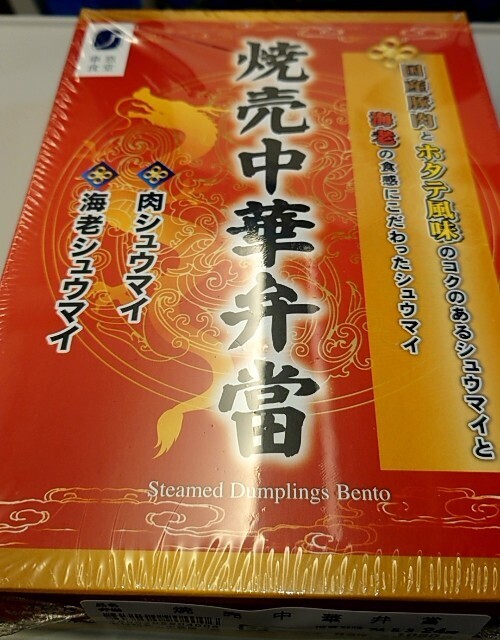 国産豚肉とホタテ風味のコクのあるシュウマイと
海老の食感にこだわったシュウマイ
焼売中華弁當
肉シュウマイ
海老シュウマイ
Steamed Dumplings Bento
焼売中華弁當